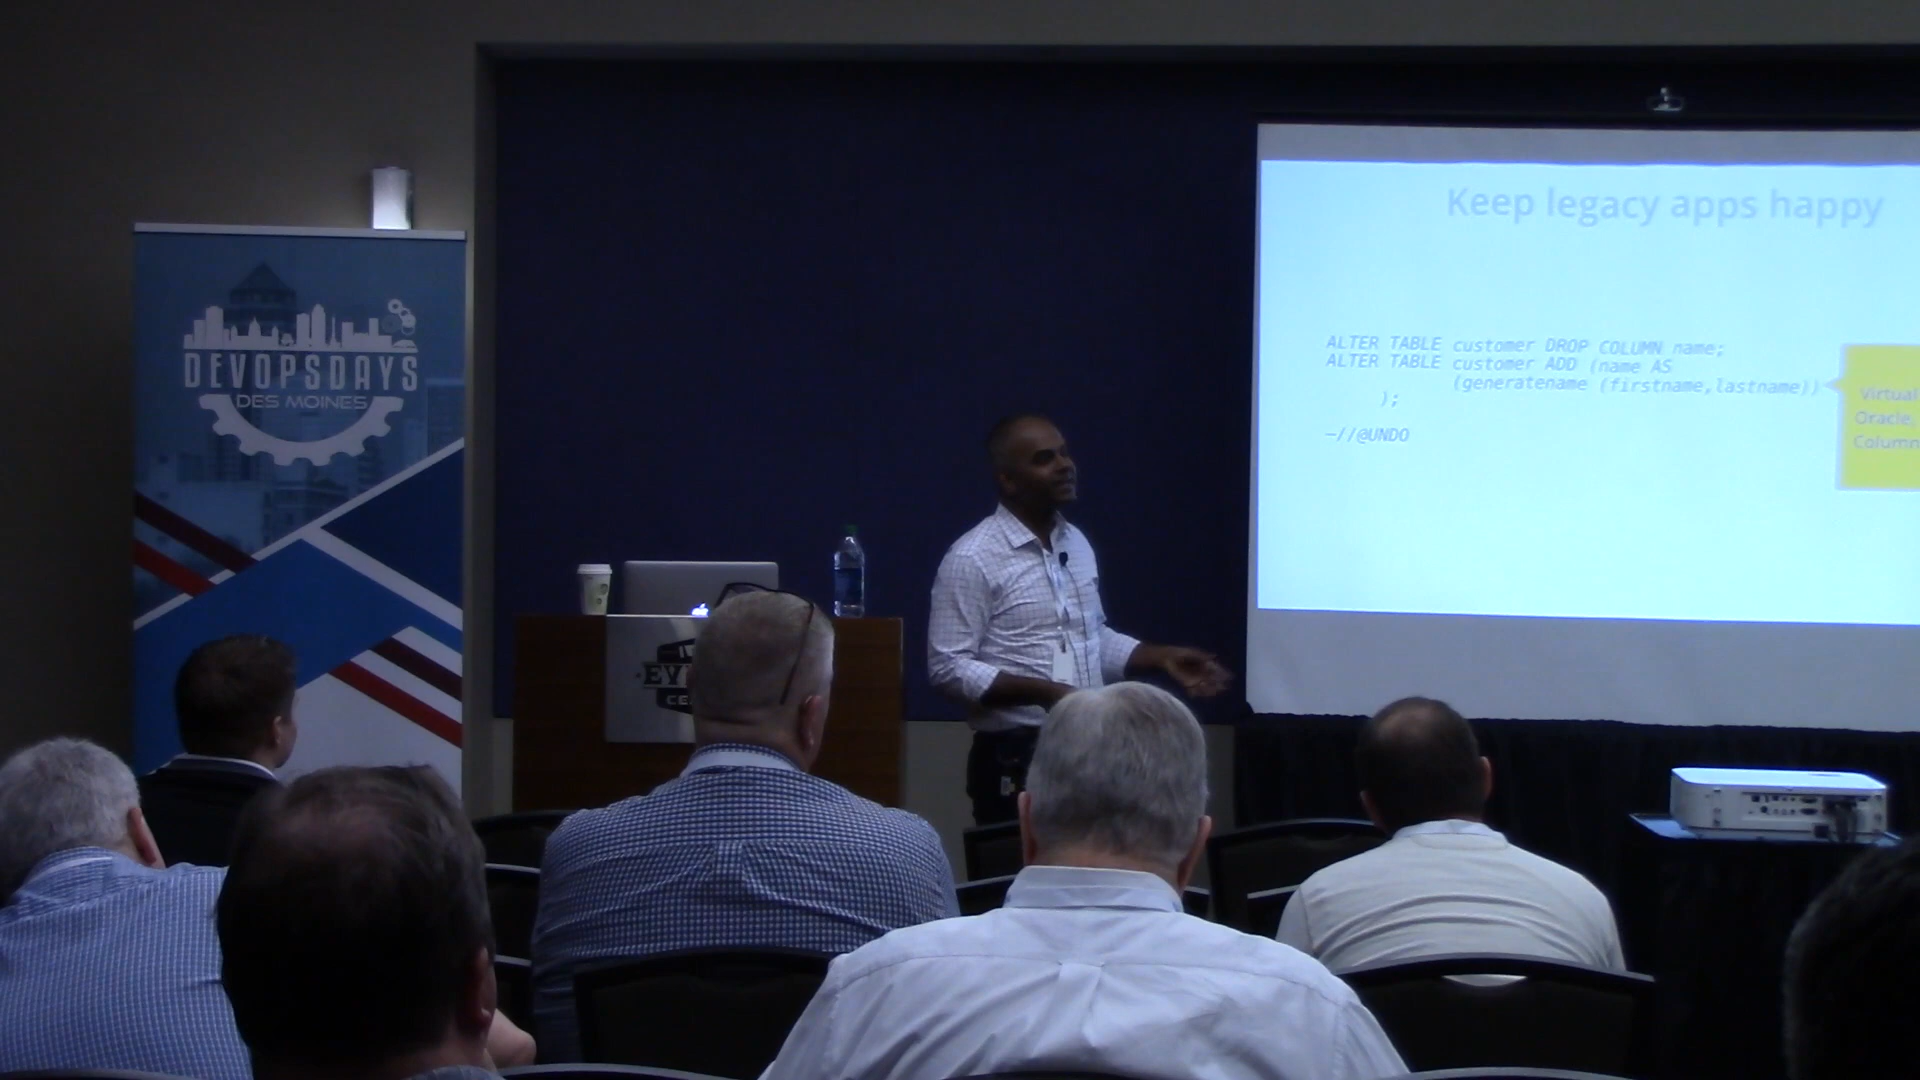 DEVOPSDAYS
DES MOINES
Keep legacy apps happy
ALTER TABLE customer DROP COLUMN name;
ALTER TABLE customer ADD (name AS
(generatename (firstname,lastname))
);
–//@UNDO
Virtual
Oracle,
Column